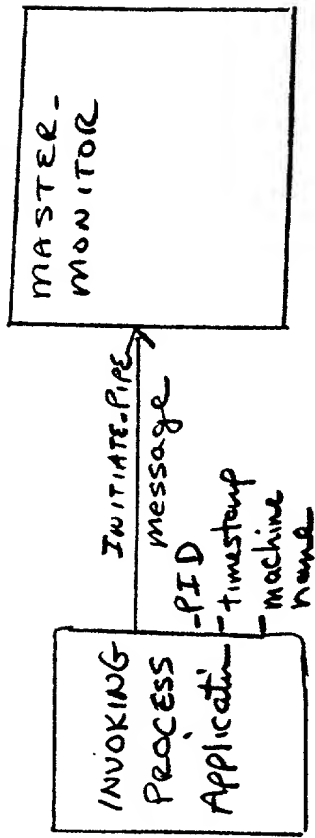 MASTER-
MONITOR
INITIATE-PIPE
message
-PID
-timestamp
-machine
name
INVOKING
PROCESS
Application